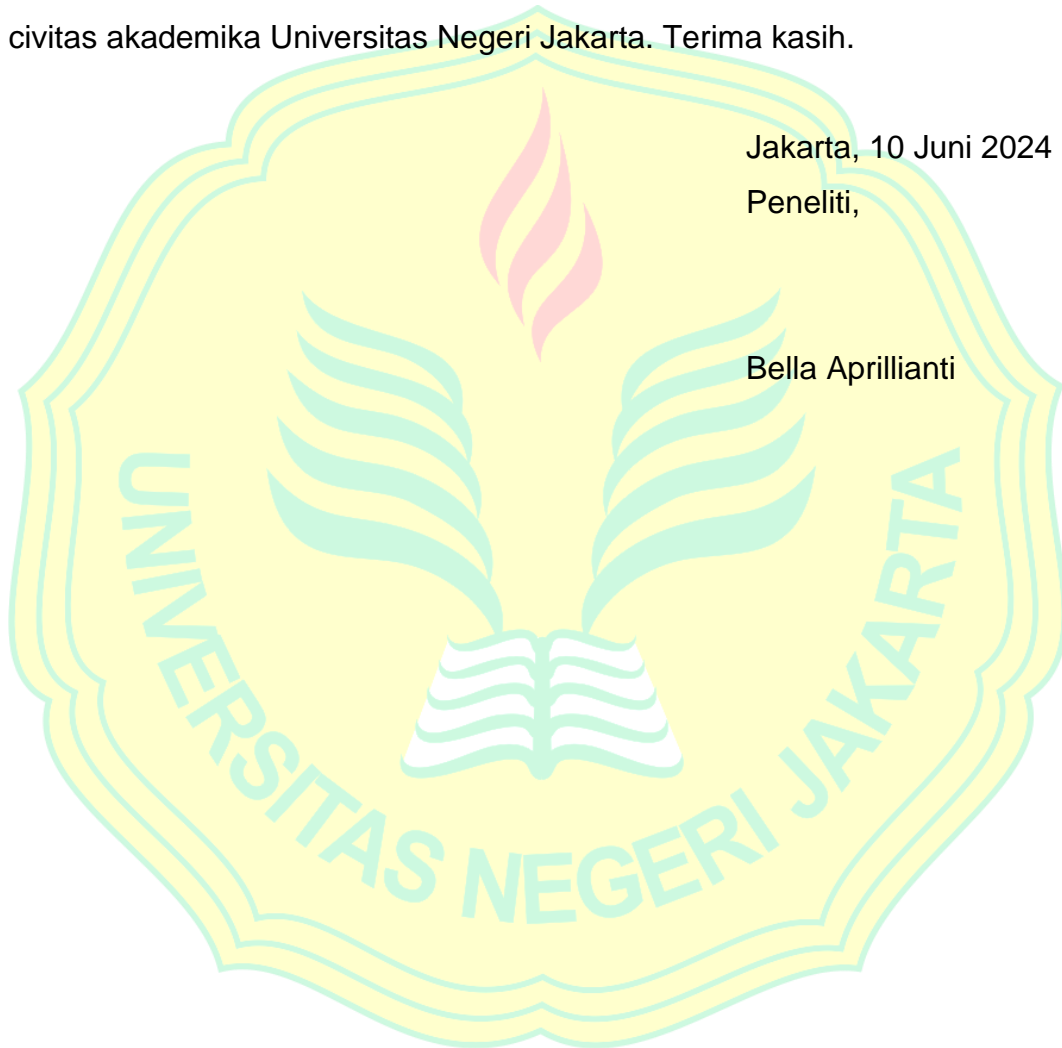 civitas akademika Universitas Negeri Jakarta. Terima kasih.
Jakarta, 10 Juni 2024
Peneliti,
Bella Aprillianti
UNIVERSITAS NEGERI JAKARTA